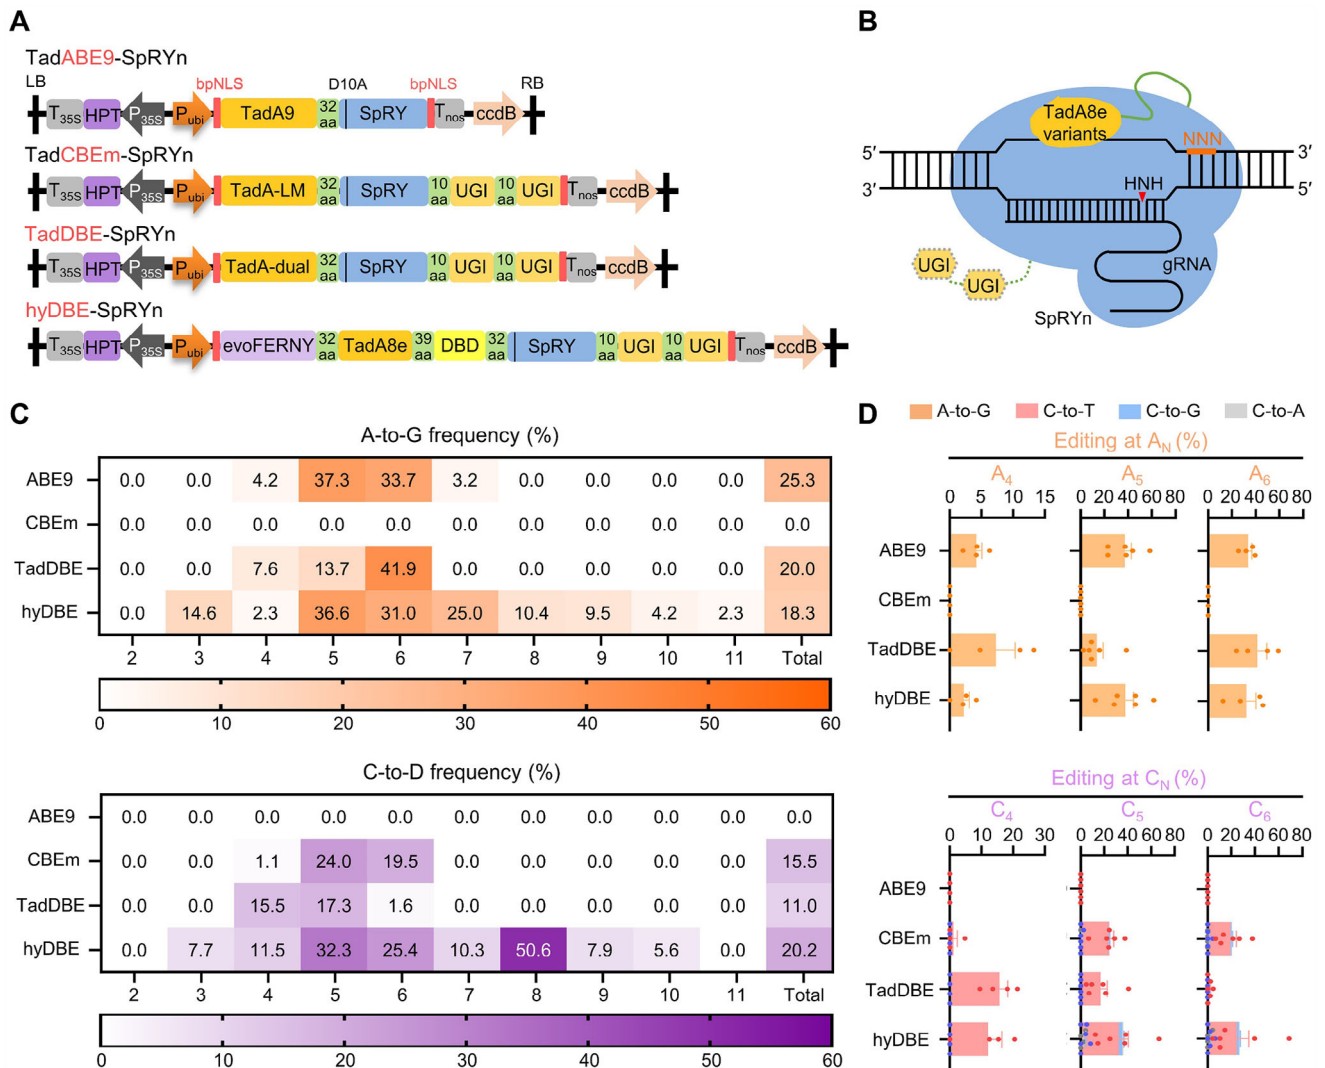 A
TadABE9-SpRYn
LB bpNLS D10A bpNLS RB
T35S HPT P35S Pubi TadA9 32 aa SpRY Tnos ccdB
TadCBEm-SpRYn
T35S HPT P35S Pubi TadA-LM 32 aa SpRY 10 aa UGI 10 aa UGI Tnos ccdB
TadDBE-SpRYn
T35S HPT P35S Pubi TadA-dual 32 aa SpRY 10 aa UGI 10 aa UGI Tnos ccdB
hyDBE-SpRYn
T35S HPT P35S Pubi evoFERNY 32 aa TadA8e 39 aa DBD 32 aa SpRY 10 aa UGI 10 aa UGI Tnos ccdB
B
TadA8e
variants
NNN
5′ 3′
3′ 5′
HNH
UGI
UGI
gRNA
SpRYn
C
A-to-G frequency (%)
ABE9 0.0 0.0 4.2 37.3 33.7 3.2 0.0 0.0 0.0 0.0 25.3
CBEm 0.0 0.0 0.0 0.0 0.0 0.0 0.0 0.0 0.0 0.0 0.0
TadDBE 0.0 0.0 7.6 13.7 41.9 0.0 0.0 0.0 0.0 0.0 20.0
hyDBE 0.0 14.6 2.3 36.6 31.0 25.0 10.4 9.5 4.2 2.3 18.3
2 3 4 5 6 7 8 9 10 11 Total
0 10 20 30 40 50 60
C-to-D frequency (%)
ABE9 0.0 0.0 0.0 0.0 0.0 0.0 0.0 0.0 0.0 0.0 0.0
CBEm 0.0 0.0 1.1 24.0 19.5 0.0 0.0 0.0 0.0 0.0 15.5
TadDBE 0.0 0.0 15.5 17.3 1.6 0.0 0.0 0.0 0.0 0.0 11.0
hyDBE 0.0 7.7 11.5 32.3 25.4 10.3 50.6 7.9 5.6 0.0 20.2
2 3 4 5 6 7 8 9 10 11 Total
0 10 20 30 40 50 60
D
A-to-G C-to-T C-to-G C-to-A
Editing at AN (%)
A4 A5 A6
0 5 10 15 0 20 40 60 80 0 20 40 60 80
ABE9
CBEm
TadDBE
hyDBE
Editing at CN (%)
C4 C5 C6
0 10 20 30 0 20 40 60 80 0 20 40 60 80
ABE9
CBEm
TadDBE
hyDBE